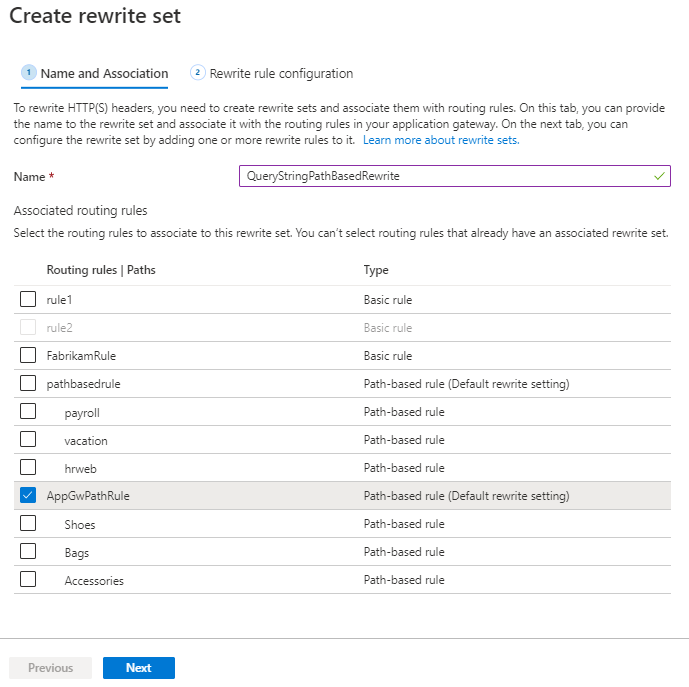 Create rewrite set
1 Name and Association 2 Rewrite rule configuration
To rewrite HTTP(S) headers, you need to create rewrite sets and associate them with routing rules. On this tab, you can provide
the name to the rewrite set and associate it with the routing rules in your application gateway. On the next tab, you can
configure the rewrite set by adding one or more rewrite rules to it. Learn more about rewrite sets.
Name * QueryStringPathBasedRewrite
Associated routing rules
Select the routing rules to associate to this rewrite set. You can't select routing rules that already have an associated rewrite set.
Routing rules | Paths Type
rule1 Basic rule
rule2 Basic rule
FabrikamRule Basic rule
pathbasedrule Path-based rule (Default rewrite setting)
payroll Path-based rule
vacation Path-based rule
hrweb Path-based rule
AppGwPathRule Path-based rule (Default rewrite setting)
Shoes Path-based rule
Bags Path-based rule
Accessories Path-based rule
Previous Next